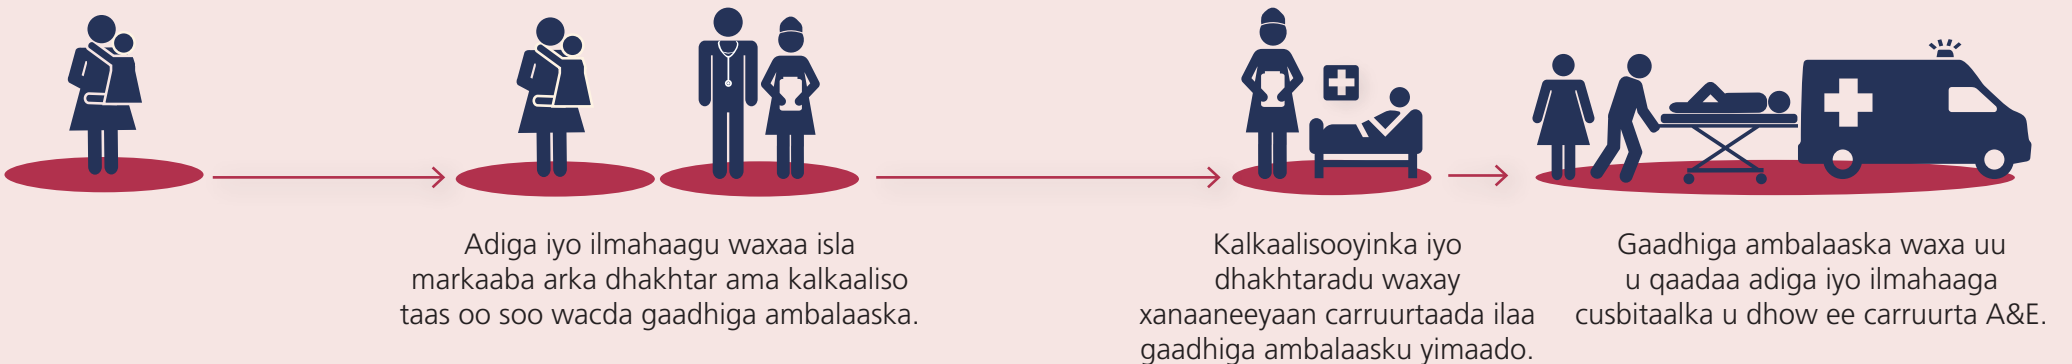 Adiga iyo ilmahaagu waxaa isla
markaaba arka dhakhtar ama kalkaaliso
taas oo soo wacda gaadhiga ambalaaska.
Kalkaalisooyinka iyo
dhakhtaradu waxay
xanaaneeyaan carruurtaada ilaa
gaadhiga ambalaasku yimaado.
Gaadhiga ambalaaska waxa uu
u qaadaa adiga iyo ilmahaaga
cusbitaalka u dhow ee carruurta A&E.